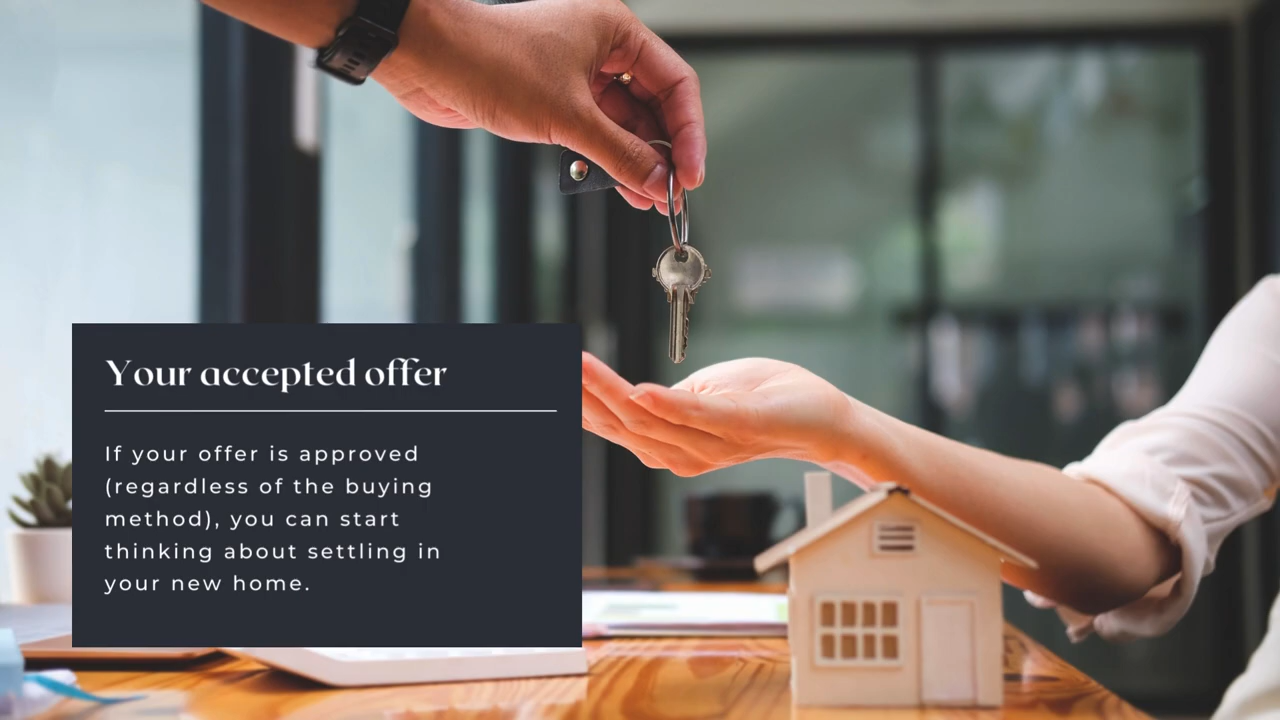 Your accepted offer
If your offer is approved
(regardless of the buying
method), you can start
thinking about settling in
your new home.